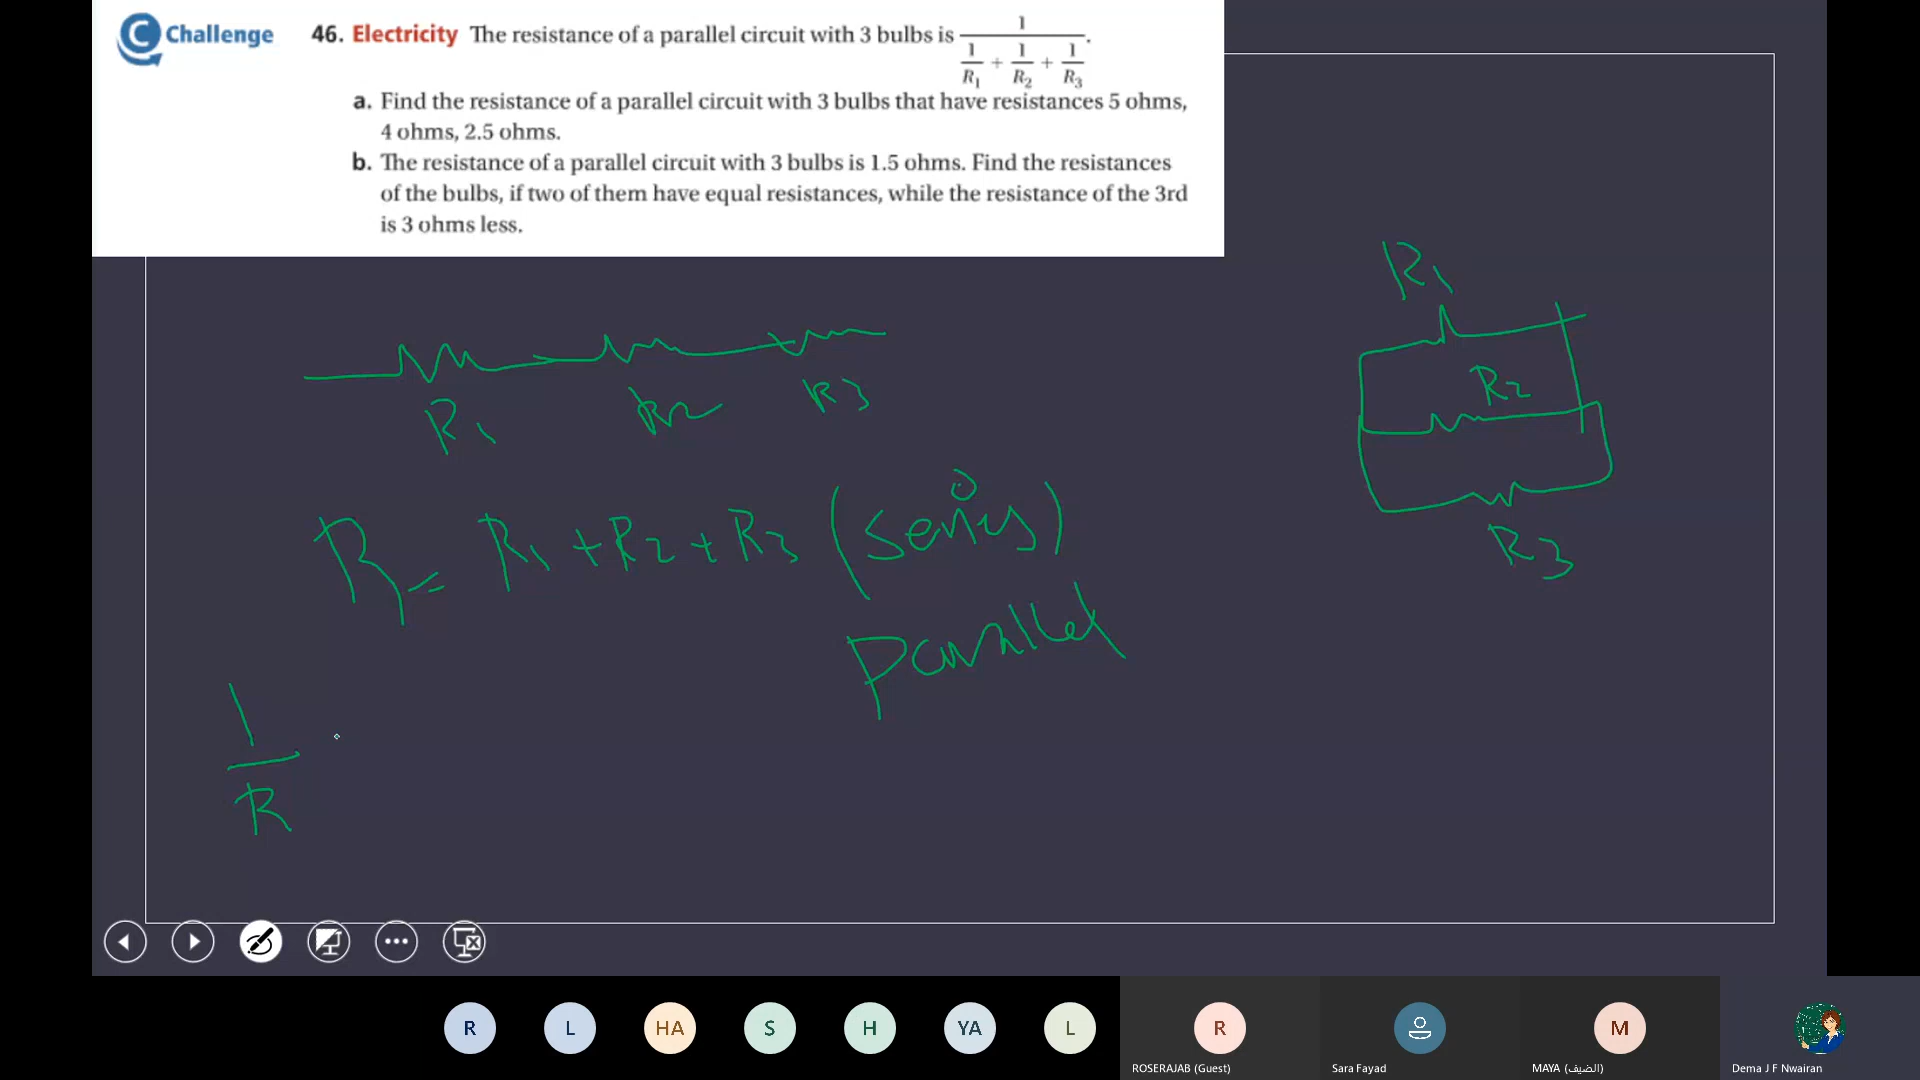 Challenge
46. Electricity The resistance of a parallel circuit with 3 bulbs is 1 / (1/R₁ + 1/R₂ + 1/R₃).
a. Find the resistance of a parallel circuit with 3 bulbs that have resistances 5 ohms,
4 ohms, 2.5 ohms.
b. The resistance of a parallel circuit with 3 bulbs is 1.5 ohms. Find the resistances
of the bulbs, if two of them have equal resistances, while the resistance of the 3rd
is 3 ohms less.
R1
R2
R3
R1 R2 R3
R = R1 + R2 + R3 (series)
parallel
1
R
R L HA S H YA L R M
ROSERAJAB (Guest) Sara Fayad MAYA (الضيف) Dema J F Nwairan